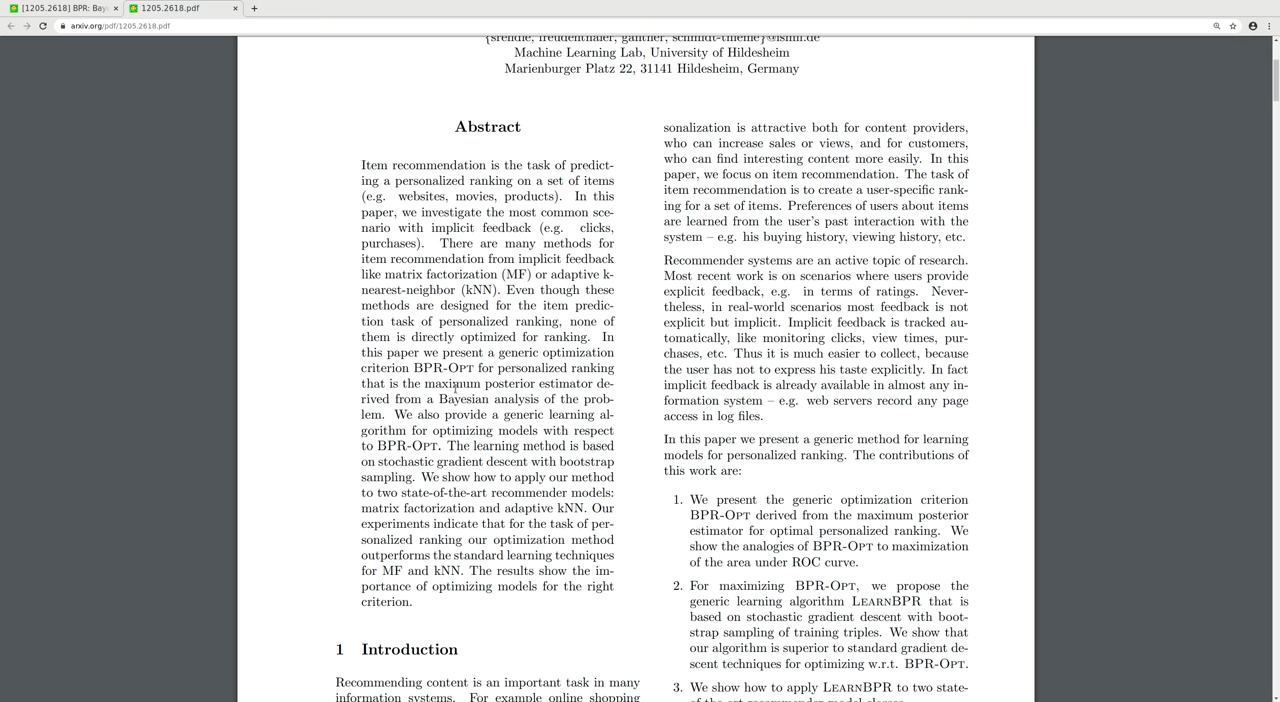 [1205.2618] BPR: Bay
1205.2618.pdf
arxiv.org/pdf/1205.2618.pdf
{srendle, freudenthaler, gantner, schmidt-thieme}@ismll.de
Machine Learning Lab, University of Hildesheim
Marienburger Platz 22, 31141 Hildesheim, Germany
Abstract
Item recommendation is the task of predict-
ing a personalized ranking on a set of items
(e.g. websites, movies, products). In this
paper, we investigate the most common sce-
nario with implicit feedback (e.g. clicks,
purchases). There are many methods for
item recommendation from implicit feedback
like matrix factorization (MF) or adaptive k-
nearest-neighbor (kNN). Even though these
methods are designed for the item predic-
tion task of personalized ranking, none of
them is directly optimized for ranking. In
this paper we present a generic optimization
criterion BPR-Opt for personalized ranking
that is the maximum posterior estimator de-
rived from a Bayesian analysis of the prob-
lem. We also provide a generic learning al-
gorithm for optimizing models with respect
to BPR-Opt. The learning method is based
on stochastic gradient descent with bootstrap
sampling. We show how to apply our method
to two state-of-the-art recommender models:
matrix factorization and adaptive kNN. Our
experiments indicate that for the task of per-
sonalized ranking our optimization method
outperforms the standard learning techniques
for MF and kNN. The results show the im-
portance of optimizing models for the right
criterion.
1 Introduction
Recommending content is an important task in many
information systems. For example online shopping
sonalization is attractive both for content providers,
who can increase sales or views, and for customers,
who can find interesting content more easily. In this
paper, we focus on item recommendation. The task of
item recommendation is to create a user-specific rank-
ing for a set of items. Preferences of users about items
are learned from the user's past interaction with the
system – e.g. his buying history, viewing history, etc.
Recommender systems are an active topic of research.
Most recent work is on scenarios where users provide
explicit feedback, e.g. in terms of ratings. Never-
theless, in real-world scenarios most feedback is not
explicit but implicit. Implicit feedback is tracked au-
tomatically, like monitoring clicks, view times, pur-
chases, etc. Thus it is much easier to collect, because
the user has not to express his taste explicitly. In fact
implicit feedback is already available in almost any in-
formation system – e.g. web servers record any page
access in log files.
In this paper we present a generic method for learning
models for personalized ranking. The contributions of
this work are:
1. We present the generic optimization criterion
BPR-Opt derived from the maximum posterior
estimator for optimal personalized ranking. We
show the analogies of BPR-Opt to maximization
of the area under ROC curve.
2. For maximizing BPR-Opt, we propose the
generic learning algorithm LearnBPR that is
based on stochastic gradient descent with boot-
strap sampling of training triples. We show that
our algorithm is superior to standard gradient de-
scent techniques for optimizing w.r.t. BPR-Opt.
3. We show how to apply LearnBPR to two state-
of-the-art recommender model classes